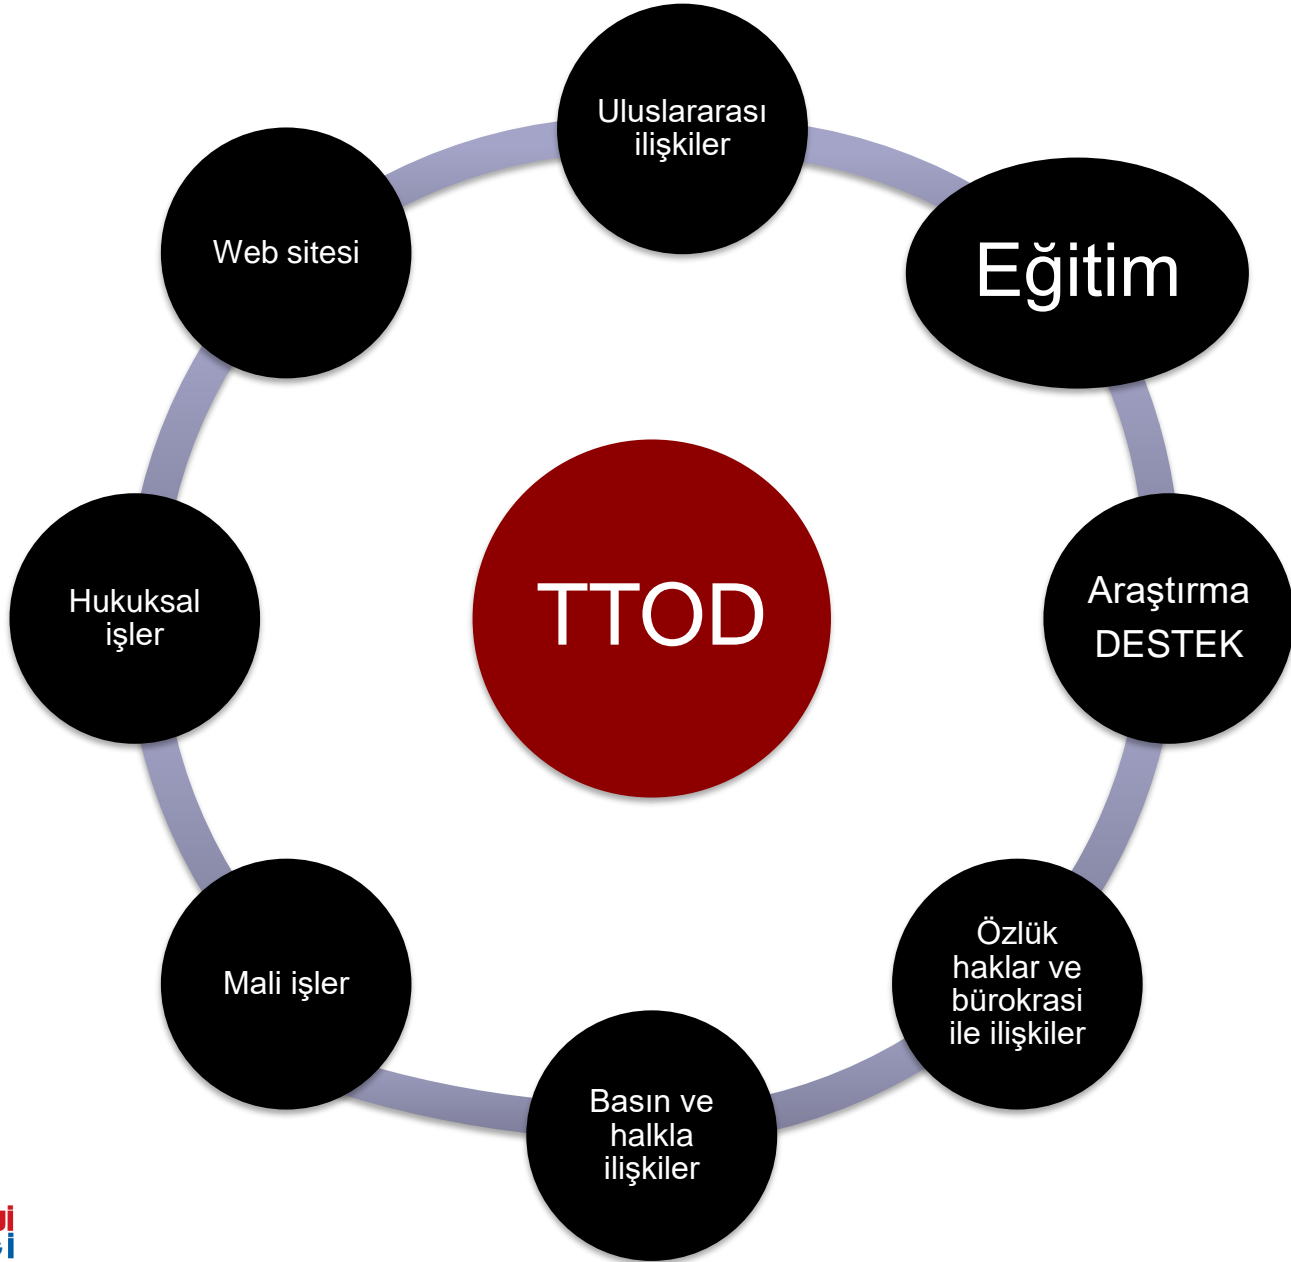 Uluslararası
ilişkiler
Eğitim
Web sitesi
TTOD
Araştırma
DESTEK
Hukuksal
işler
Özlük
haklar ve
bürokrasi
ile ilişkiler
Mali işler
Basın ve
halkla
ilişkiler